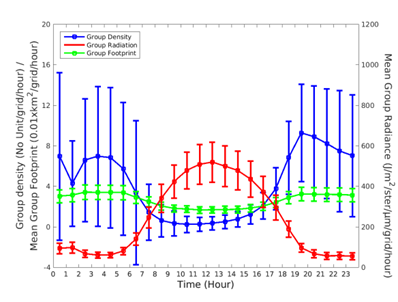 20
16
12
8
4
0
-4
1200
1000
800
600
400
200
0
Group Density
Group Radiation
Group Footprint
Group density (No Unit/grid/hour) /
Mean Group Footprint (0.01xkm²/grid/hour)
Mean Group Radiance (J/m²/ster/μm/grid/hour)
1 2 3 4 5 6 7 8 9 10 11 12 13 14 15 16 17 18 19 20 21 22 23
Time (Hour)